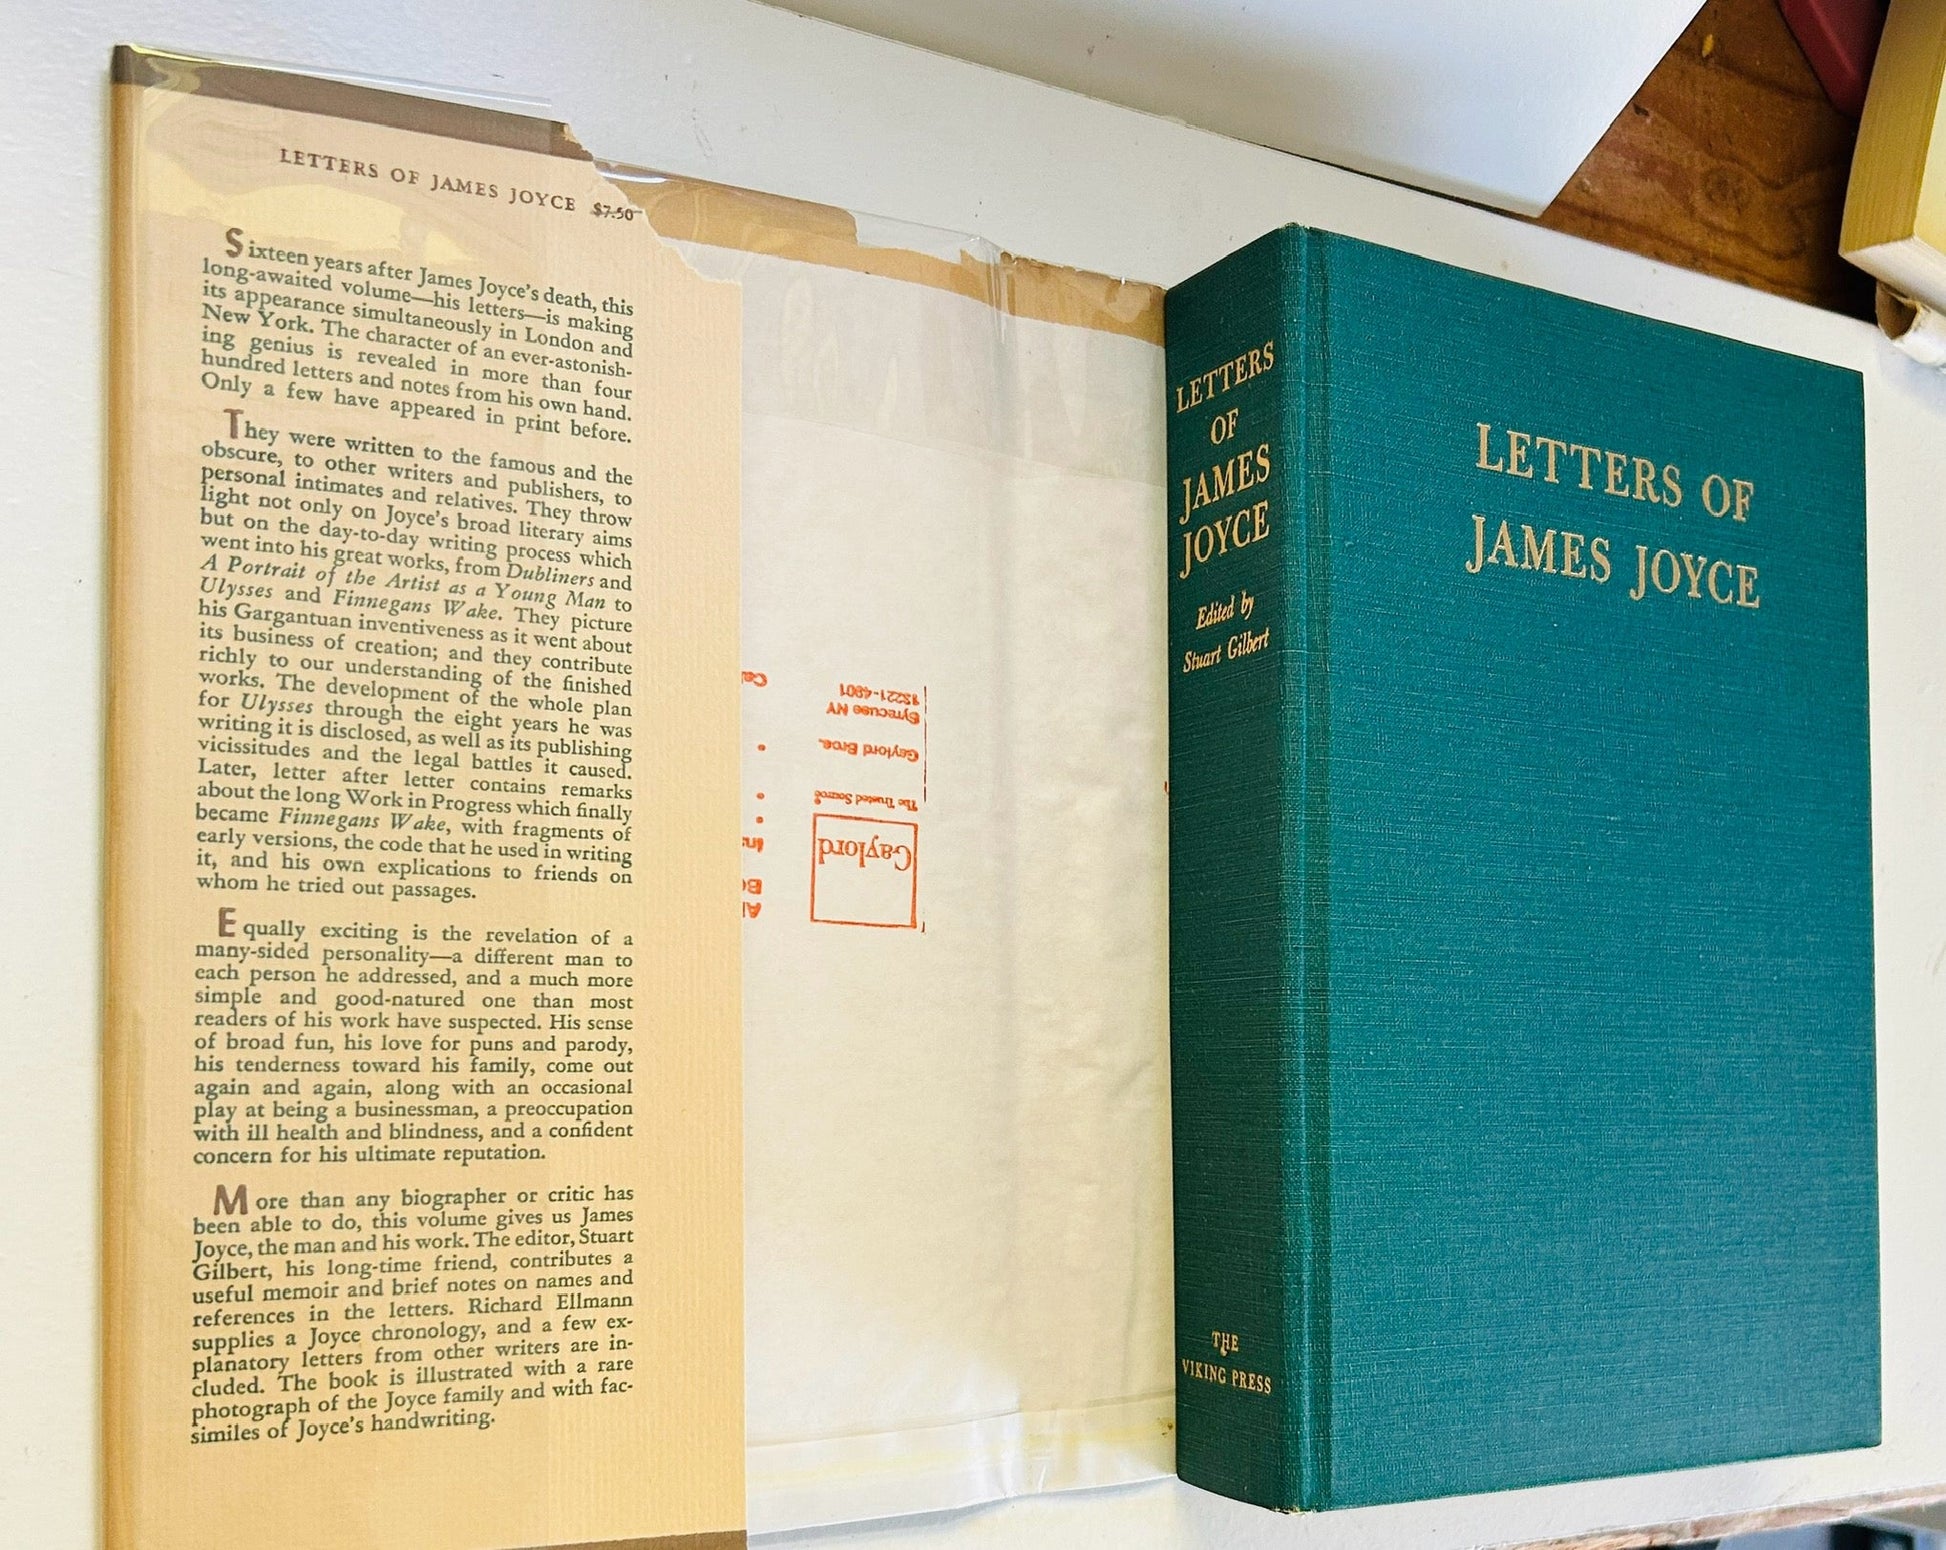 LETTERS OF JAMES JOYCE $7.50
Sixteen years after James Joyce's death, this
long-awaited volume—his letters—is making
its appearance simultaneously in London and
New York. The character of an ever-astonish-
ing genius is revealed in more than four
hundred letters and notes from his own hand.
Only a few have appeared in print before.
They were written to the famous and the
obscure, to other writers and publishers, to
personal intimates and relatives. They throw
light not only on Joyce's broad literary aims
but on the day-to-day writing process which
went into his great works, from Dubliners and
A Portrait of the Artist as a Young Man to
Ulysses and Finnegans Wake. They picture
his Gargantuan inventiveness as it went about
its business of creation; and they contribute
richly to our understanding of the finished
works. The development of the whole plan
for Ulysses through the eight years he was
writing it is disclosed, as well as its publishing
vicissitudes and the legal battles it caused.
Later, letter after letter contains remarks
about the long Work in Progress which finally
became Finnegans Wake, with fragments of
early versions, the code that he used in writing
it, and his own explications to friends on
whom he tried out passages.
Equally exciting is the revelation of a
many-sided personality—a different man to
each person he addressed, and a much more
simple and good-natured one than most
readers of his work have suspected. His sense
of broad fun, his love for puns and parody,
his tenderness toward his family, come out
again and again, along with an occasional
play at being a businessman, a preoccupation
with ill health and blindness, and a confident
concern for his ultimate reputation.
More than any biographer or critic has
been able to do, this volume gives us James
Joyce, the man and his work. The editor, Stuart
Gilbert, his long-time friend, contributes a
useful memoir and brief notes on names and
references in the letters. Richard Ellmann
supplies a Joyce chronology, and a few ex-
planatory letters from other writers are in-
cluded. The book is illustrated with a rare
photograph of the Joyce family and with fac-
similes of Joyce's handwriting.
Gaylord
The Trusted Source®
Gaylord Bros.
Syracuse NY
13221-4901
LETTERS
OF
JAMES
JOYCE
Edited by
Stuart Gilbert
THE
VIKING PRESS
LETTERS OF
JAMES JOYCE